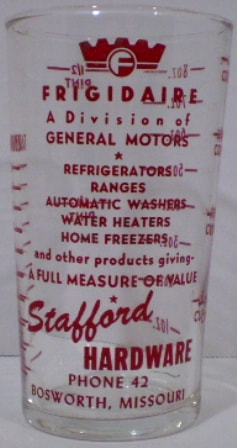 FRIGIDAIRE
A Division of
GENERAL MOTORS
REFRIGERATORS
RANGES
AUTOMATIC WASHERS
WATER HEATERS
HOME FREEZERS
and other products giving-
A FULL MEASURE OF VALUE
Stafford
HARDWARE
PHONE 42
BOSWORTH, MISSOURI